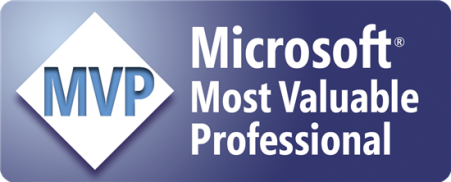 MVP
Microsoft®
Most Valuable
Professional